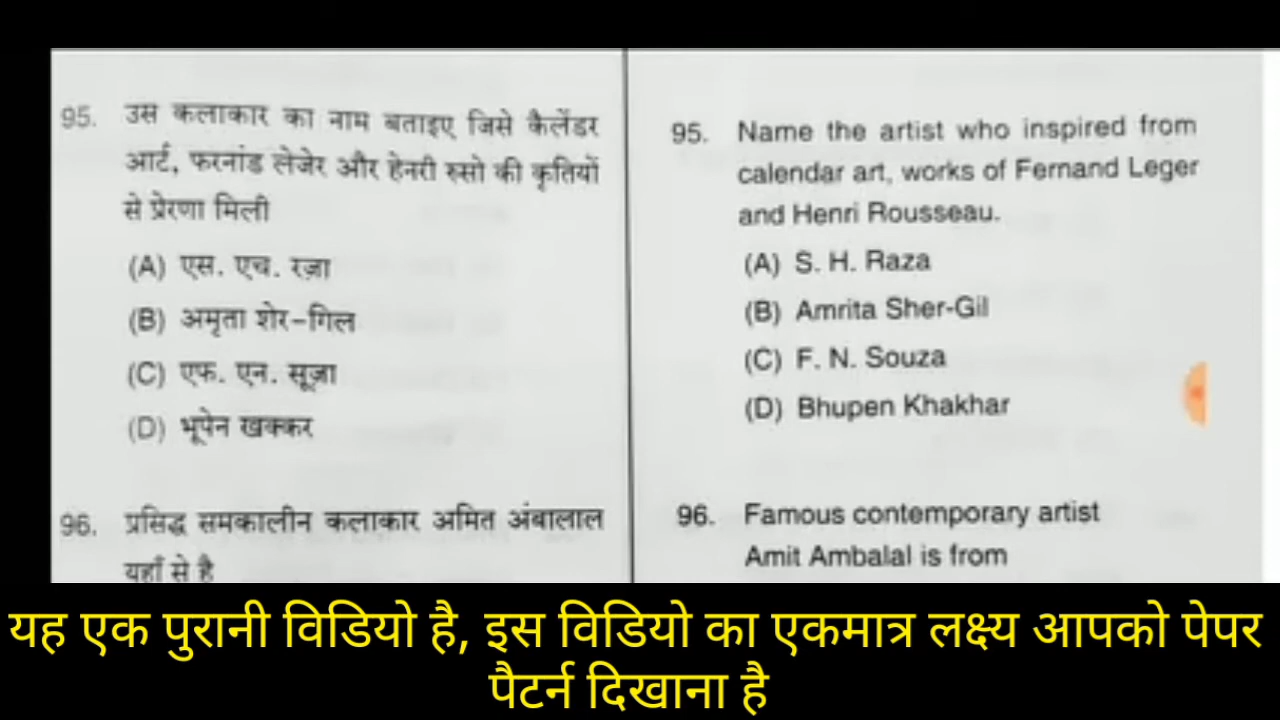 95. उस कलाकार का नाम बताइए जिसे कैलेंडर
आर्ट, फरनांड लेजेर और हेनरी रूसो की कृतियों
से प्रेरणा मिली
(A) एस. एच. रज़ा
(B) अमृता शेर-गिल
(C) एफ. एन. सूज़ा
(D) भूपेन खक्कर
96. प्रसिद्ध समकालीन कलाकार अमित अंबालाल
यहाँ से है
95. Name the artist who inspired from
calendar art, works of Fernand Leger
and Henri Rousseau.
(A) S. H. Raza
(B) Amrita Sher-Gil
(C) F. N. Souza
(D) Bhupen Khakhar
96. Famous contemporary artist
Amit Ambalal is from
यह एक पुरानी विडियो है, इस विडियो का एकमात्र लक्ष्य आपको पेपर
पैटर्न दिखाना है